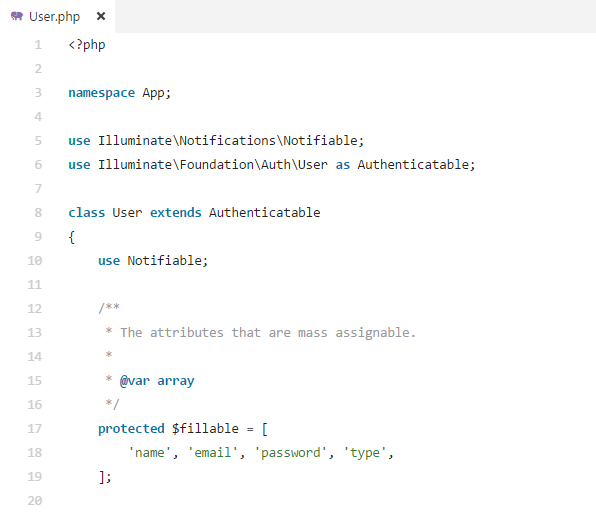 User.php ×
1 <?php
2
3 namespace App;
4
5 use Illuminate\Notifications\Notifiable;
6 use Illuminate\Foundation\Auth\User as Authenticatable;
7
8 class User extends Authenticatable
9 {
10     use Notifiable;
11
12     /**
13      * The attributes that are mass assignable.
14      *
15      * @var array
16      */
17     protected $fillable = [
18         'name', 'email', 'password', 'type',
19     ];
20